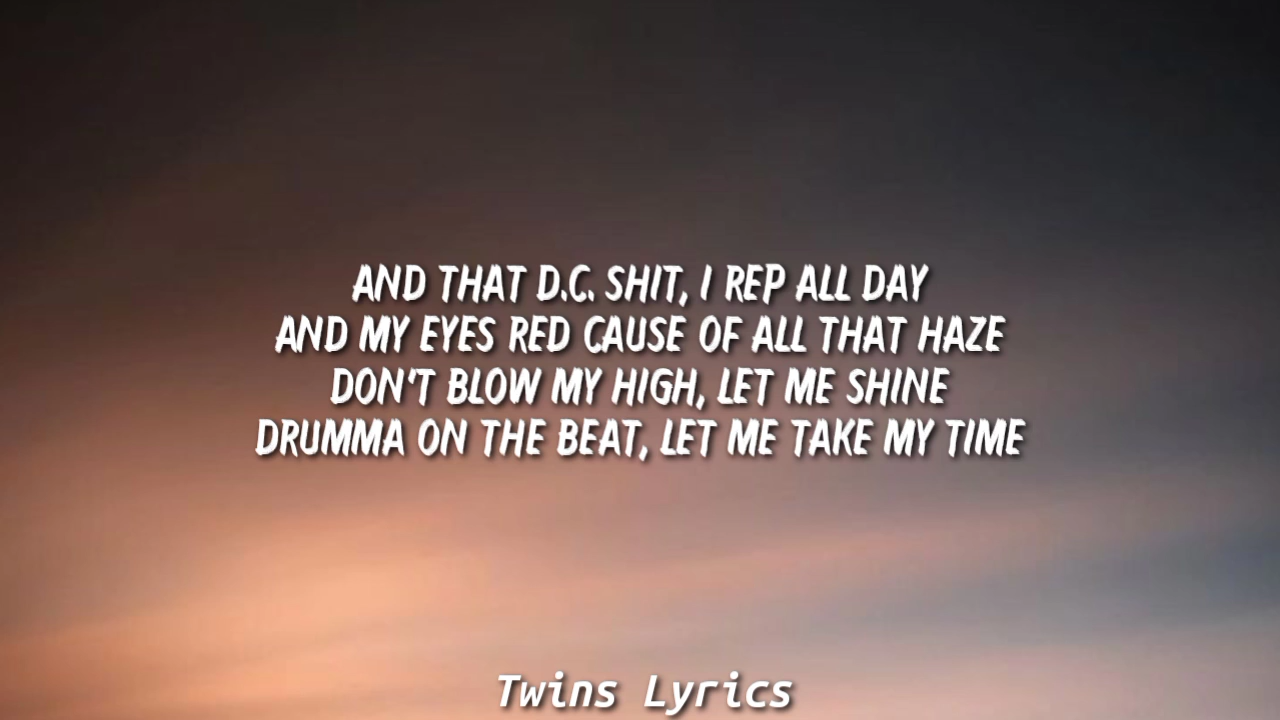 AND THAT D.C. SHIT, I REP ALL DAY
AND MY EYES RED CAUSE OF ALL THAT HAZE
DON'T BLOW MY HIGH, LET ME SHINE
DRUMMA ON THE BEAT, LET ME TAKE MY TIME
Twins Lyrics